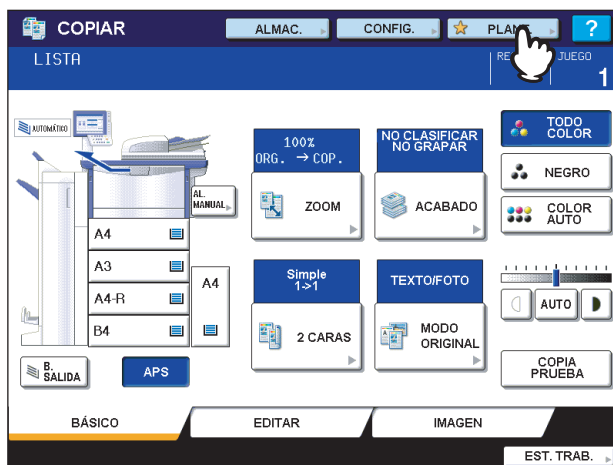 COPIAR
ALMAC.
CONFIG.
?
LISTA
JUEGO
1
AUTOMÁTICO
AL.
MANUAL
A4
A3
A4-R
B4
A4
B.
SALIDA
APS
100%
ORG. → COP.
ZOOM
NO CLASIFICAR
NO GRAPAR
ACABADO
Simple
1->1
2 CARAS
TEXTO/FOTO
MODO
ORIGINAL
TODO
COLOR
NEGRO
COLOR
AUTO
AUTO
COPIA
PRUEBA
BÁSICO
EDITAR
IMAGEN
EST. TRAB.